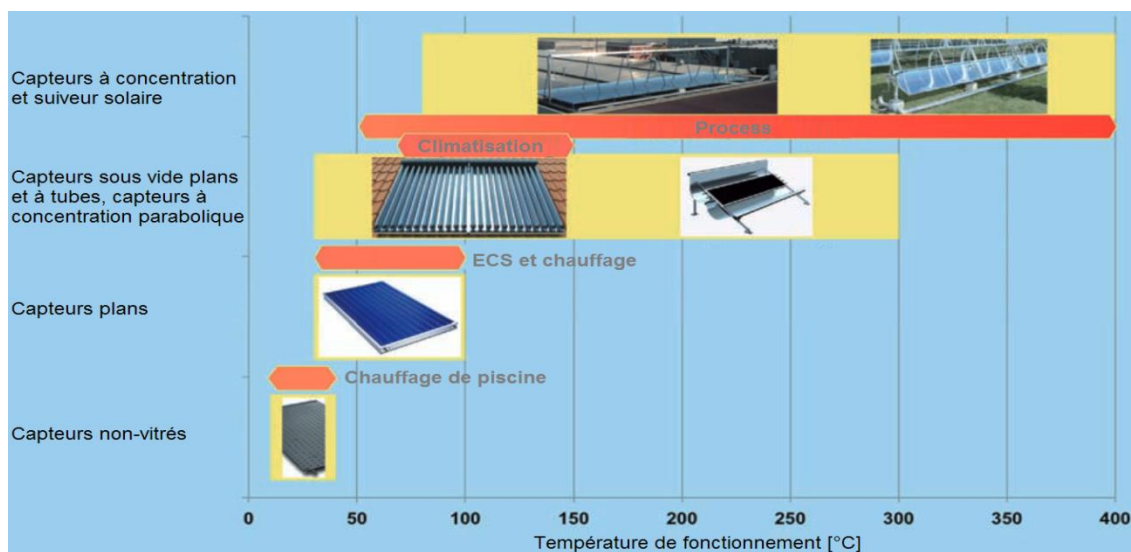 Capteurs à concentration
et suiveur solaire
Process
Climatisation
Capteurs sous vide plans
et à tubes, capteurs à
concentration parabolique
ECS et chauffage
Capteurs plans
Chauffage de piscine
Capteurs non-vitrés
0 50 100 150 200 250 300 350 400
Température de fonctionnement [°C]